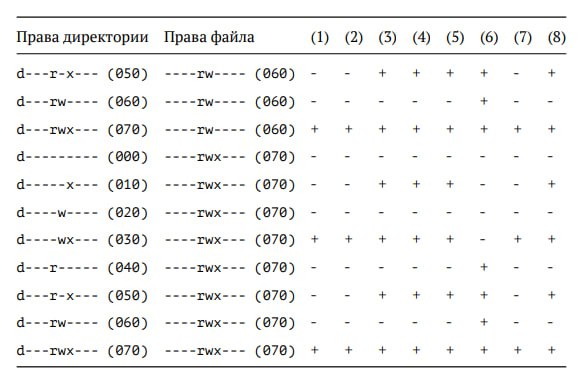 Права директории Права файла (1) (2) (3) (4) (5) (6) (7) (8)
d---r-x--- (050) ----rw---- (060) - - + + + + - +
d---rw---- (060) ----rw---- (060) - - - - - + - -
d---rwx--- (070) ----rw---- (060) + + + + + + + +
d--------- (000) ----rwx--- (070) - - - - - - - -
d-----x--- (010) ----rwx--- (070) - - + + + - - +
d----w---- (020) ----rwx--- (070) - - - - - - - -
d----wx--- (030) ----rwx--- (070) + + + + + - + +
d---r----- (040) ----rwx--- (070) - - - - - + - -
d---r-x--- (050) ----rwx--- (070) - - + + + + - +
d---rw---- (060) ----rwx--- (070) - - - - - + - -
d---rwx--- (070) ----rwx--- (070) + + + + + + + +